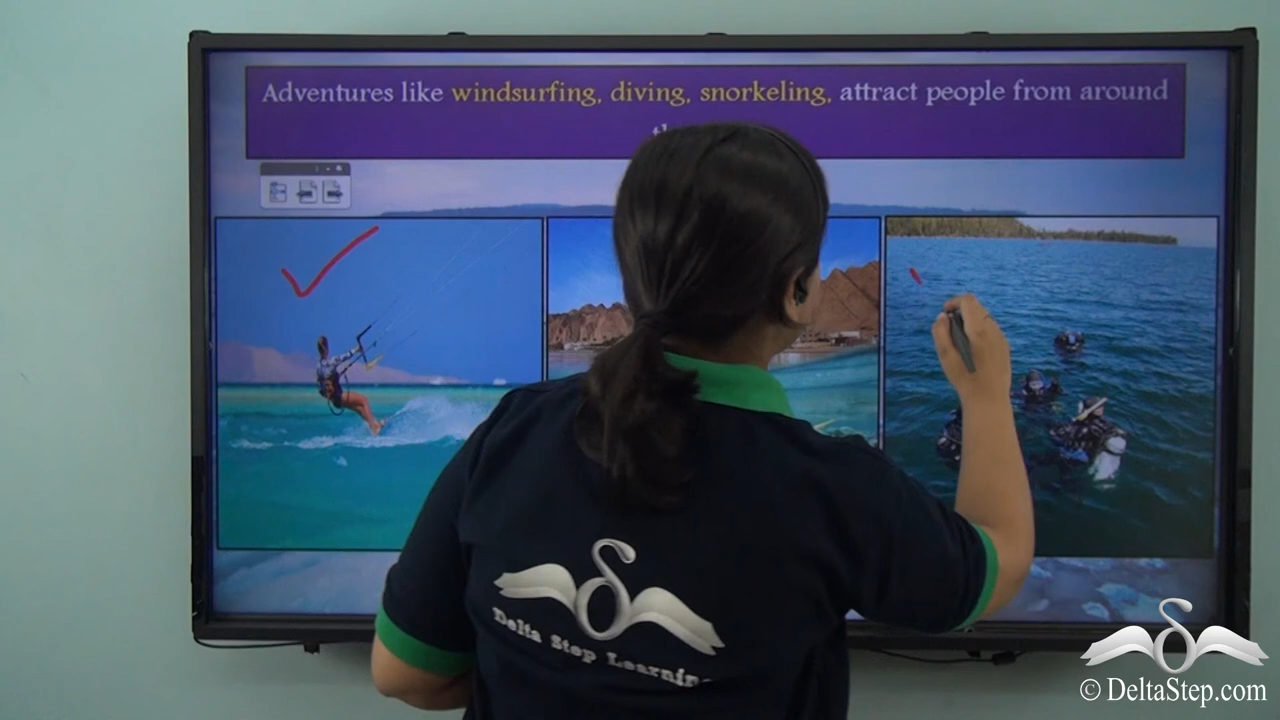 Adventures like windsurfing, diving, snorkeling, attract people from around
Delta Step Learning
© DeltaStep.com